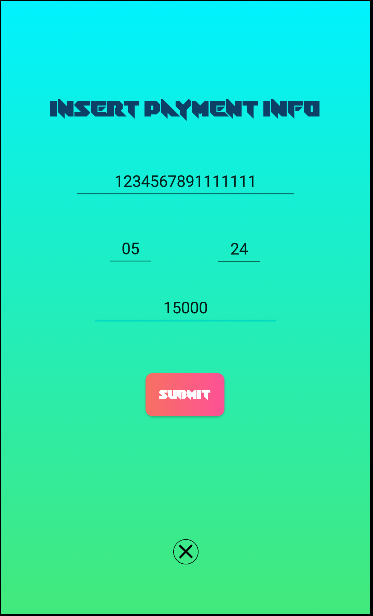 INSERT PAYMENT INFO
1234567891111111
05 24
15000
SUBMIT